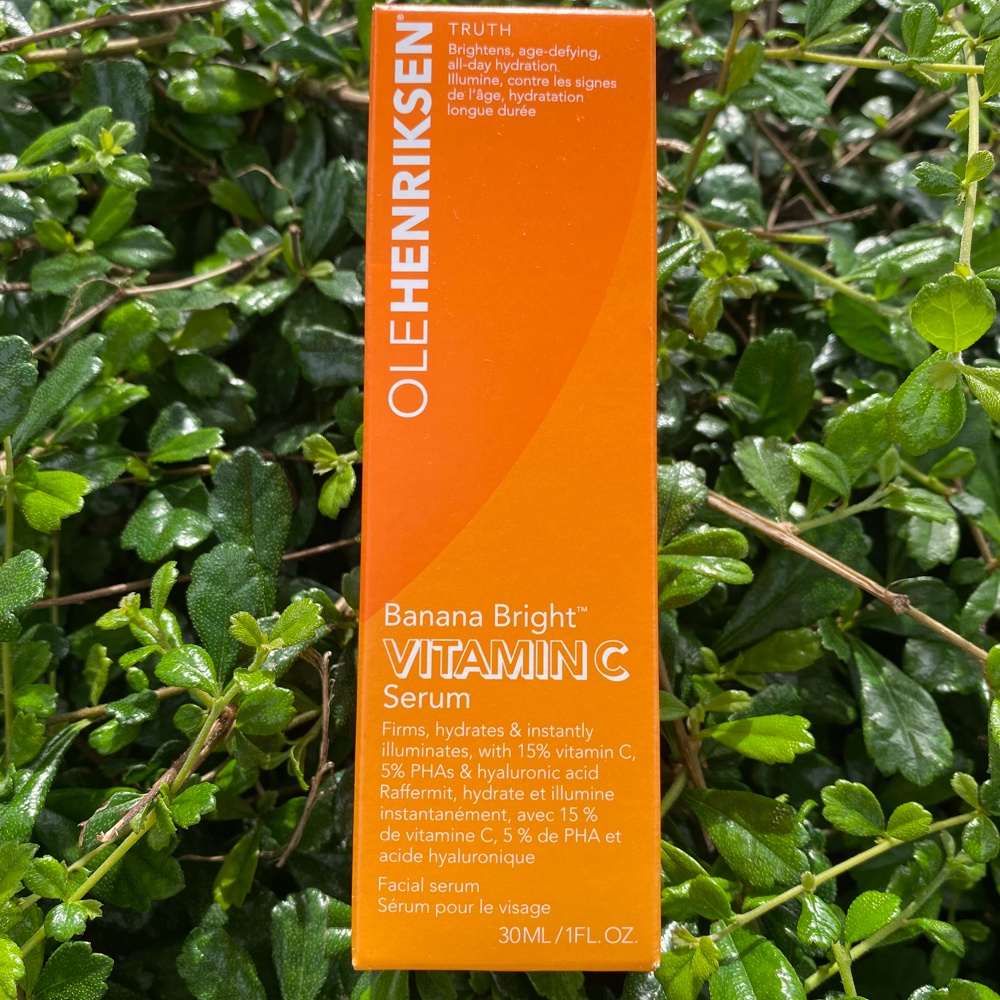 OLEHENRIKSEN®
TRUTH
Brightens, age-defying,
all-day hydration.
Illumine, contre les signes
de l'âge, hydratation
longue durée
Banana Bright™
VITAMIN C
Serum
Firms, hydrates & instantly
illuminates, with 15% vitamin C,
5% PHAs & hyaluronic acid
Raffermit, hydrate et illumine
instantanément, avec 15 %
de vitamine C, 5 % de PHA et
acide hyaluronique
Facial serum
Sérum pour le visage
30ML/1FL.OZ.